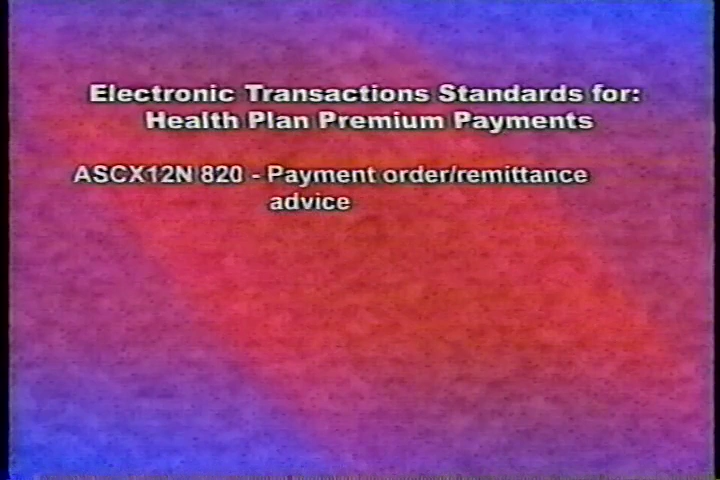 Electronic Transactions Standards for:
Health Plan Premium Payments
ASCX12N 820 - Payment order/remittance
advice